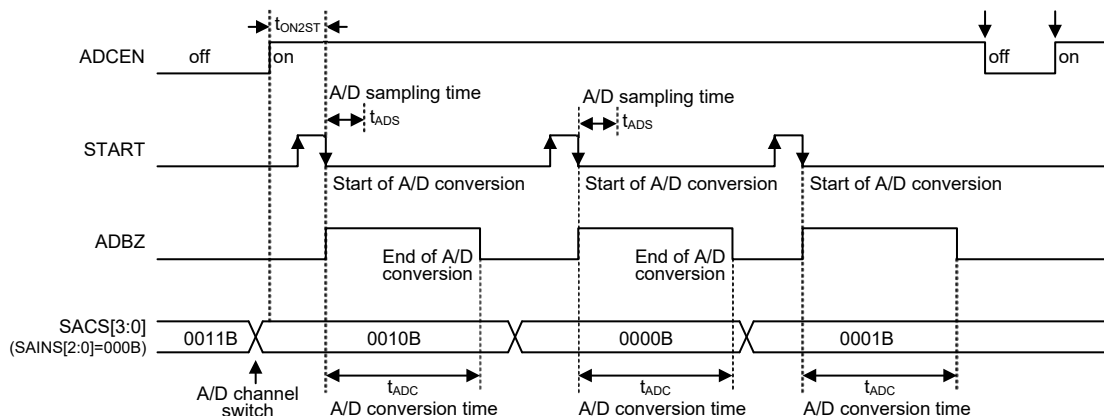 tON2ST
ADCEN off on off on
A/D sampling time A/D sampling time
tADS tADS
START
Start of A/D conversion Start of A/D conversion Start of A/D conversion
ADBZ
End of A/D conversion End of A/D conversion
SACS[3:0]
(SAINS[2:0]=000B)
0011B 0010B 0000B 0001B
A/D channel switch
tADC tADC tADC
A/D conversion time A/D conversion time A/D conversion time